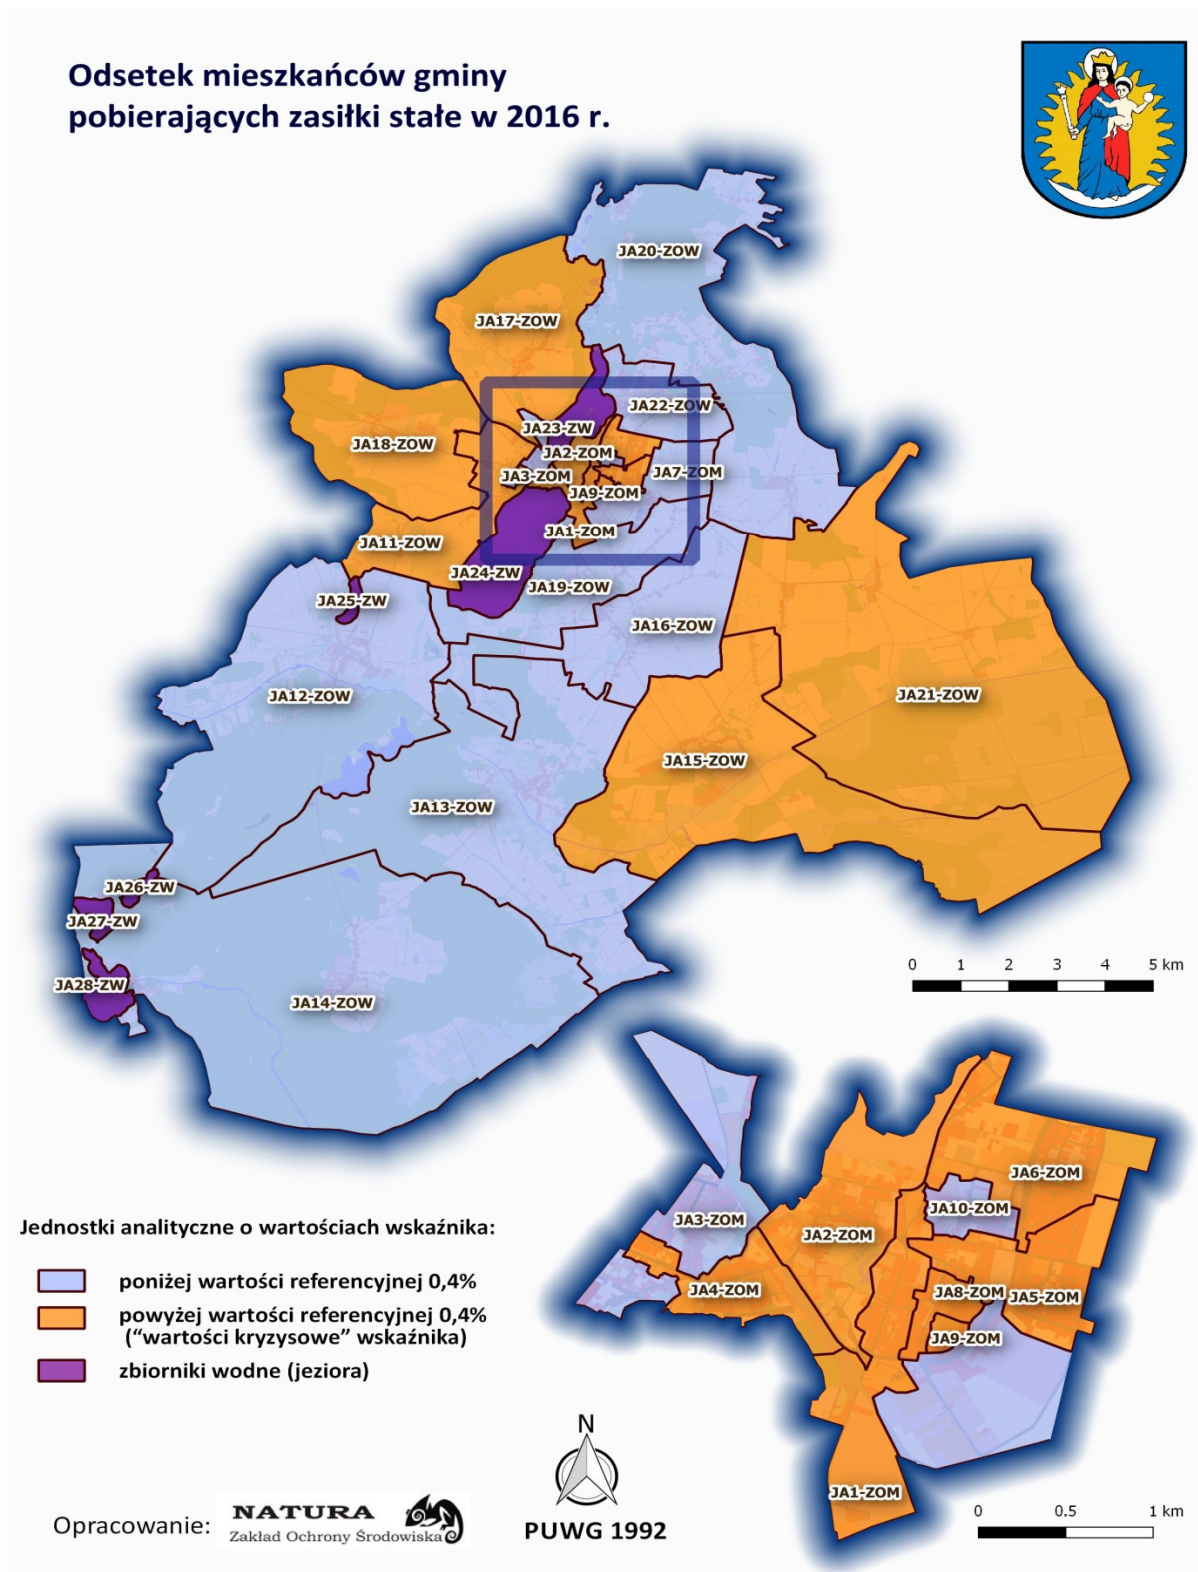 Odsetek mieszkańców gminy
pobierających zasiłki stałe w 2016 r.
JA20-ZOW
JA17-ZOW
JA22-ZOW
JA23-ZW
JA18-ZOW
JA2-ZOM
JA3-ZOM
JA7-ZOM
JA9-ZOM
JA1-ZOM
JA11-ZOW
JA24-ZW
JA19-ZOW
JA25-ZW
JA16-ZOW
JA12-ZOW
JA21-ZOW
JA15-ZOW
JA13-ZOW
JA26-ZW
JA27-ZW
JA28-ZW
JA14-ZOW
0 1 2 3 4 5 km
JA6-ZOM
JA10-ZOM
JA3-ZOM
JA2-ZOM
JA4-ZOM
JA8-ZOM
JA5-ZOM
JA9-ZOM
JA1-ZOM
Jednostki analityczne o wartościach wskaźnika:
poniżej wartości referencyjnej 0,4%
powyżej wartości referencyjnej 0,4%
(“wartości kryzysowe” wskaźnika)
zbiorniki wodne (jeziora)
N
PUWG 1992
0 0.5 1 km
Opracowanie:
NATURA
Zakład Ochrony Środowiska